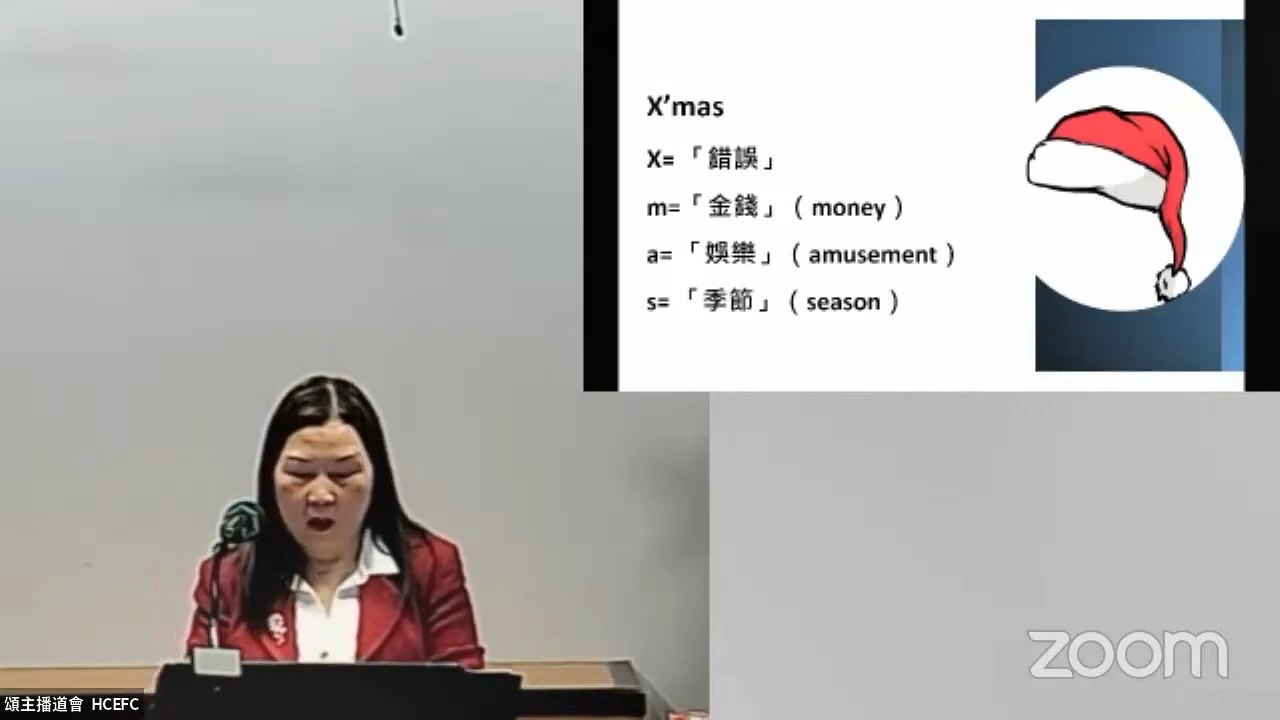 X’mas
X= 「錯誤」
m=「金錢」（money）
a= 「娛樂」（amusement）
s= 「季節」（season）
zoom
頌主播道會 HCEFC